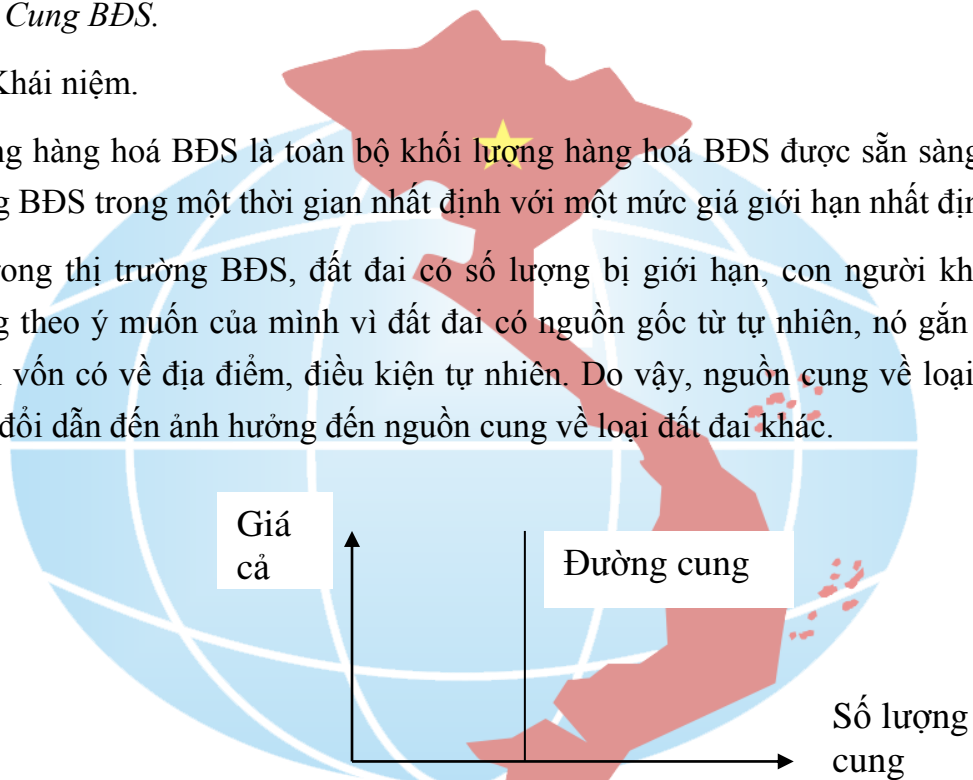 Cung BĐS.
Khái niệm.
ng hàng hoá BĐS là toàn bộ khối lượng hàng hoá BĐS được sẵn sàng
g BĐS trong một thời gian nhất định với một mức giá giới hạn nhất địn
rong thị trường BĐS, đất đai có số lượng bị giới hạn, con người kh
g theo ý muốn của mình vì đất đai có nguồn gốc từ tự nhiên, nó gắn
vốn có về địa điểm, điều kiện tự nhiên. Do vậy, nguồn cung về loại
đổi dẫn đến ảnh hưởng đến nguồn cung về loại đất đai khác.
Giá
cả
Đường cung
Số lượng
cung